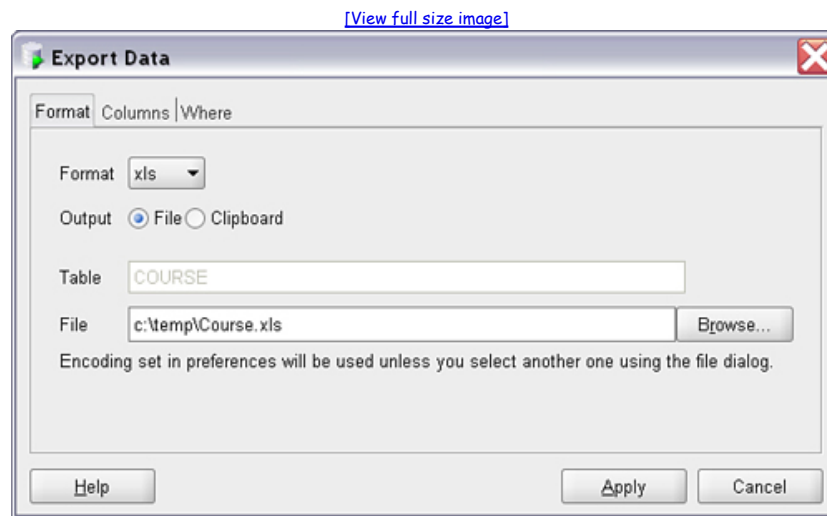 [View full size image]
Export Data
Format Columns Where
Format xls
Output File Clipboard
Table COURSE
File c:\temp\Course.xls Browse...
Encoding set in preferences will be used unless you select another one using the file dialog.
Help Apply Cancel